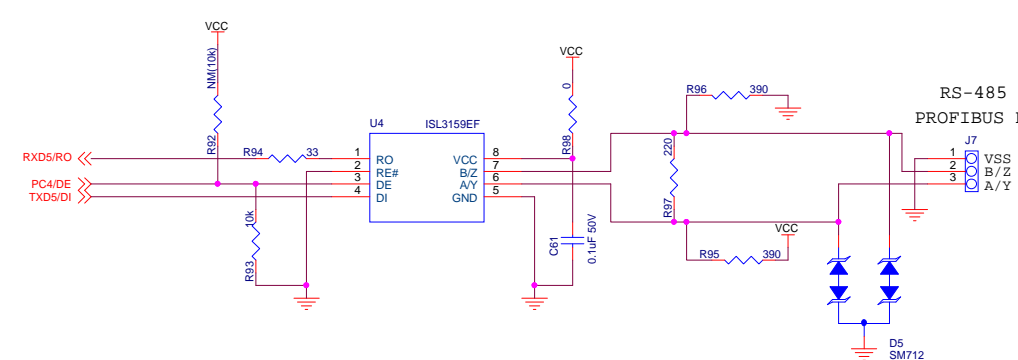 VCC
NM(10k)
R92
RXD5/RO
PC4/DE
TXD5/DI
R94
33
10k
R93
U4
ISL3159EF
1
2
3
4
RO
RE#
DE
DI
VCC
B/Z
A/Y
GND
8
7
6
5
VCC
0
R98
C61
0.1uF 50V
R96
390
220
R97
R95
390
VCC
RS-485
PROFIBUS
J7
1
2
3
VSS
B/Z
A/Y
D5
SM712